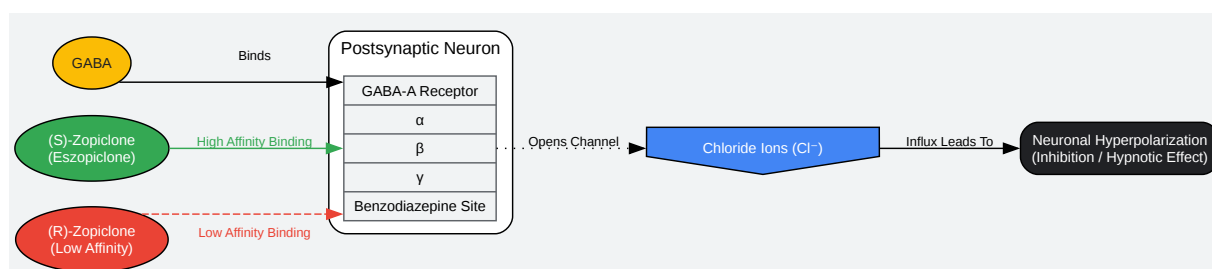 Postsynaptic Neuron
GABA
Binds
GABA-A Receptor
α
(S)-Zopiclone
(Eszopiclone)
High Affinity Binding
β
Opens Channel
Chloride Ions (Cl⁻)
Influx Leads To
Neuronal Hyperpolarization
(Inhibition / Hypnotic Effect)
γ
Benzodiazepine Site
(R)-Zopiclone
(Low Affinity)
Low Affinity Binding